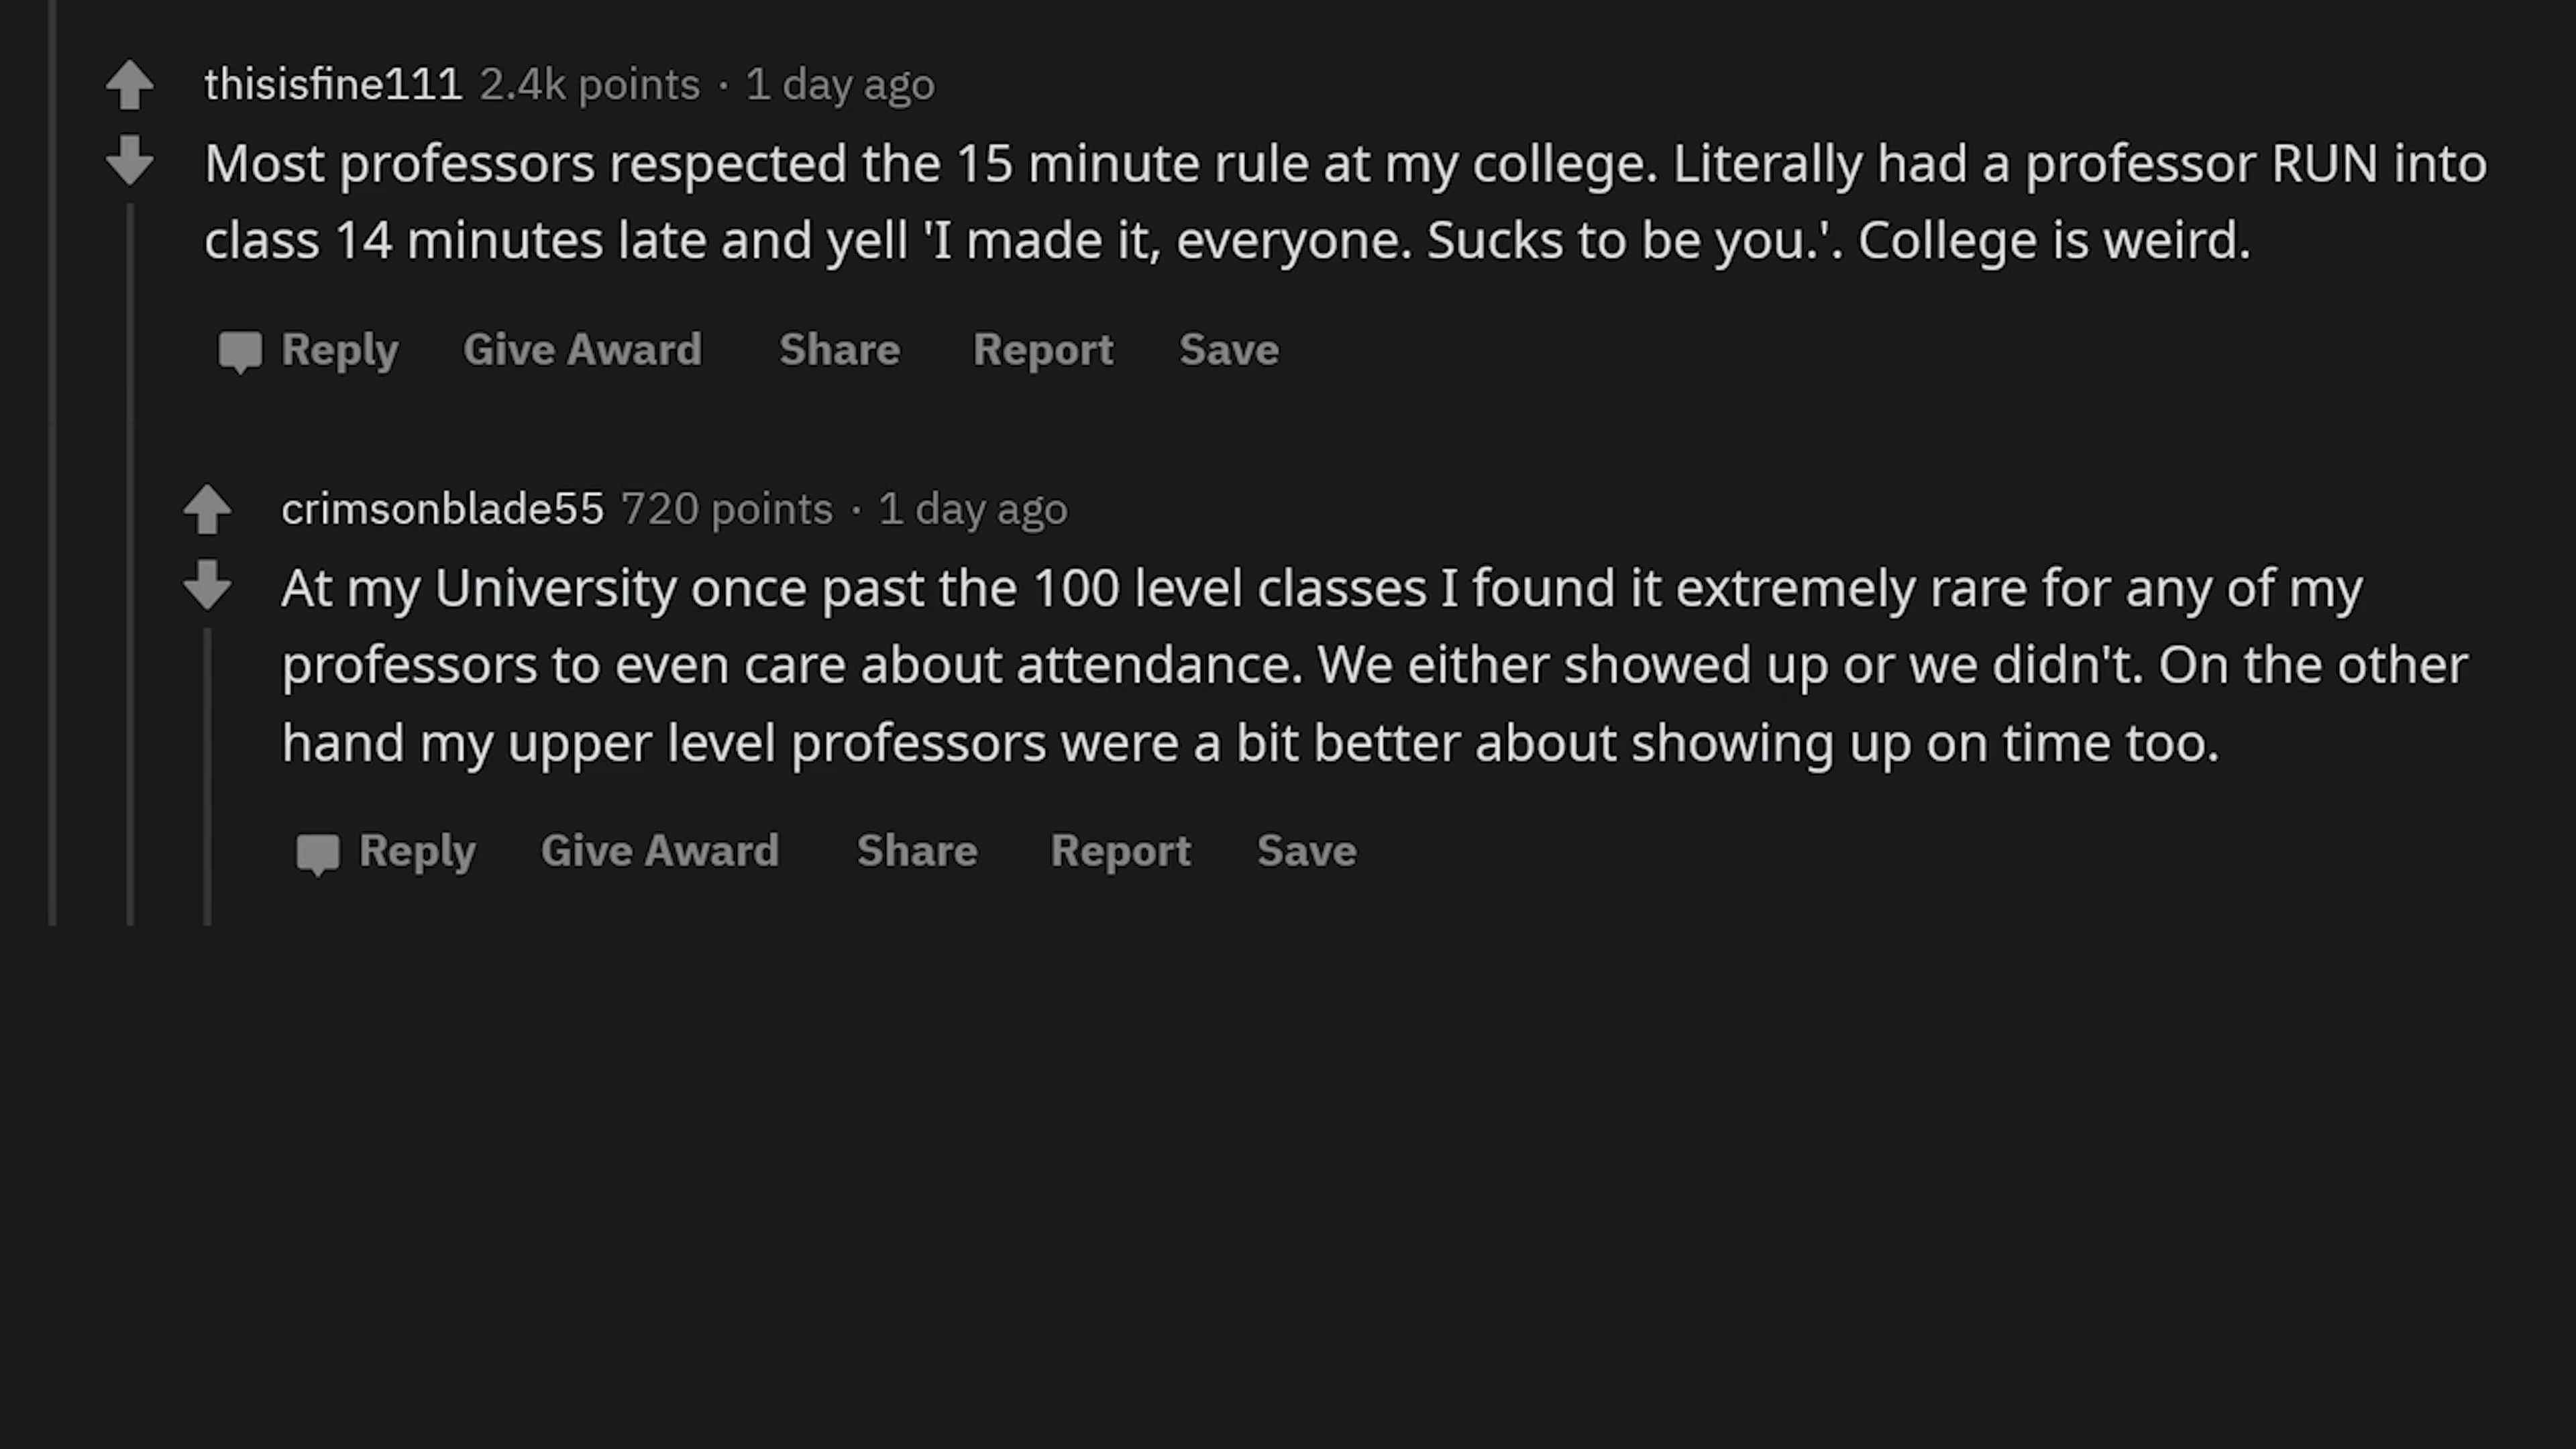 thisisfine111 2.4k points · 1 day ago
Most professors respected the 15 minute rule at my college. Literally had a professor RUN into
class 14 minutes late and yell 'I made it, everyone. Sucks to be you.'. College is weird.
Reply Give Award Share Report Save
crimsonblade55 720 points · 1 day ago
At my University once past the 100 level classes I found it extremely rare for any of my
professors to even care about attendance. We either showed up or we didn't. On the other
hand my upper level professors were a bit better about showing up on time too.
Reply Give Award Share Report Save